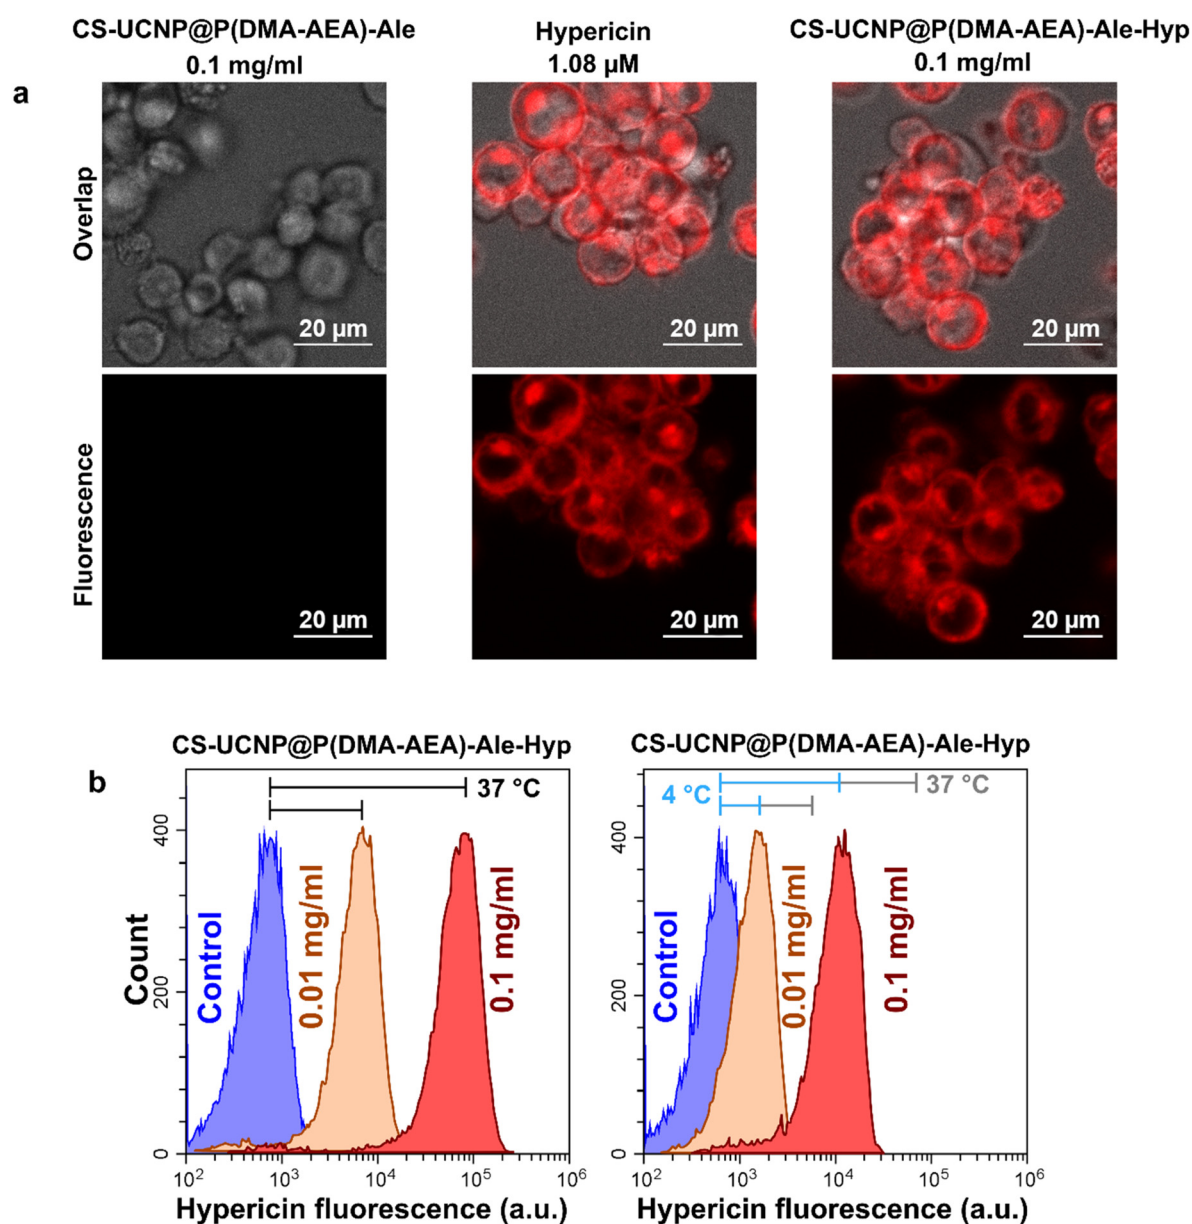 CS-UCNP@P(DMA-AEA)-Ale
0.1 mg/ml
Hypericin
1.08 µM
CS-UCNP@P(DMA-AEA)-Ale-Hyp
0.1 mg/ml
a
Overlap
20 µm
20 µm
20 µm
Fluorescence
20 µm
20 µm
20 µm
b
CS-UCNP@P(DMA-AEA)-Ale-Hyp
37 °C
Count
400
200
0
Control
0.01 mg/ml
0.1 mg/ml
10²
10³
10⁴
10⁵
10⁶
Hypericin fluorescence (a.u.)
CS-UCNP@P(DMA-AEA)-Ale-Hyp
4 °C
37 °C
400
200
0
Control
0.01 mg/ml
0.1 mg/ml
10²
10³
10⁴
10⁵
10⁶
Hypericin fluorescence (a.u.)